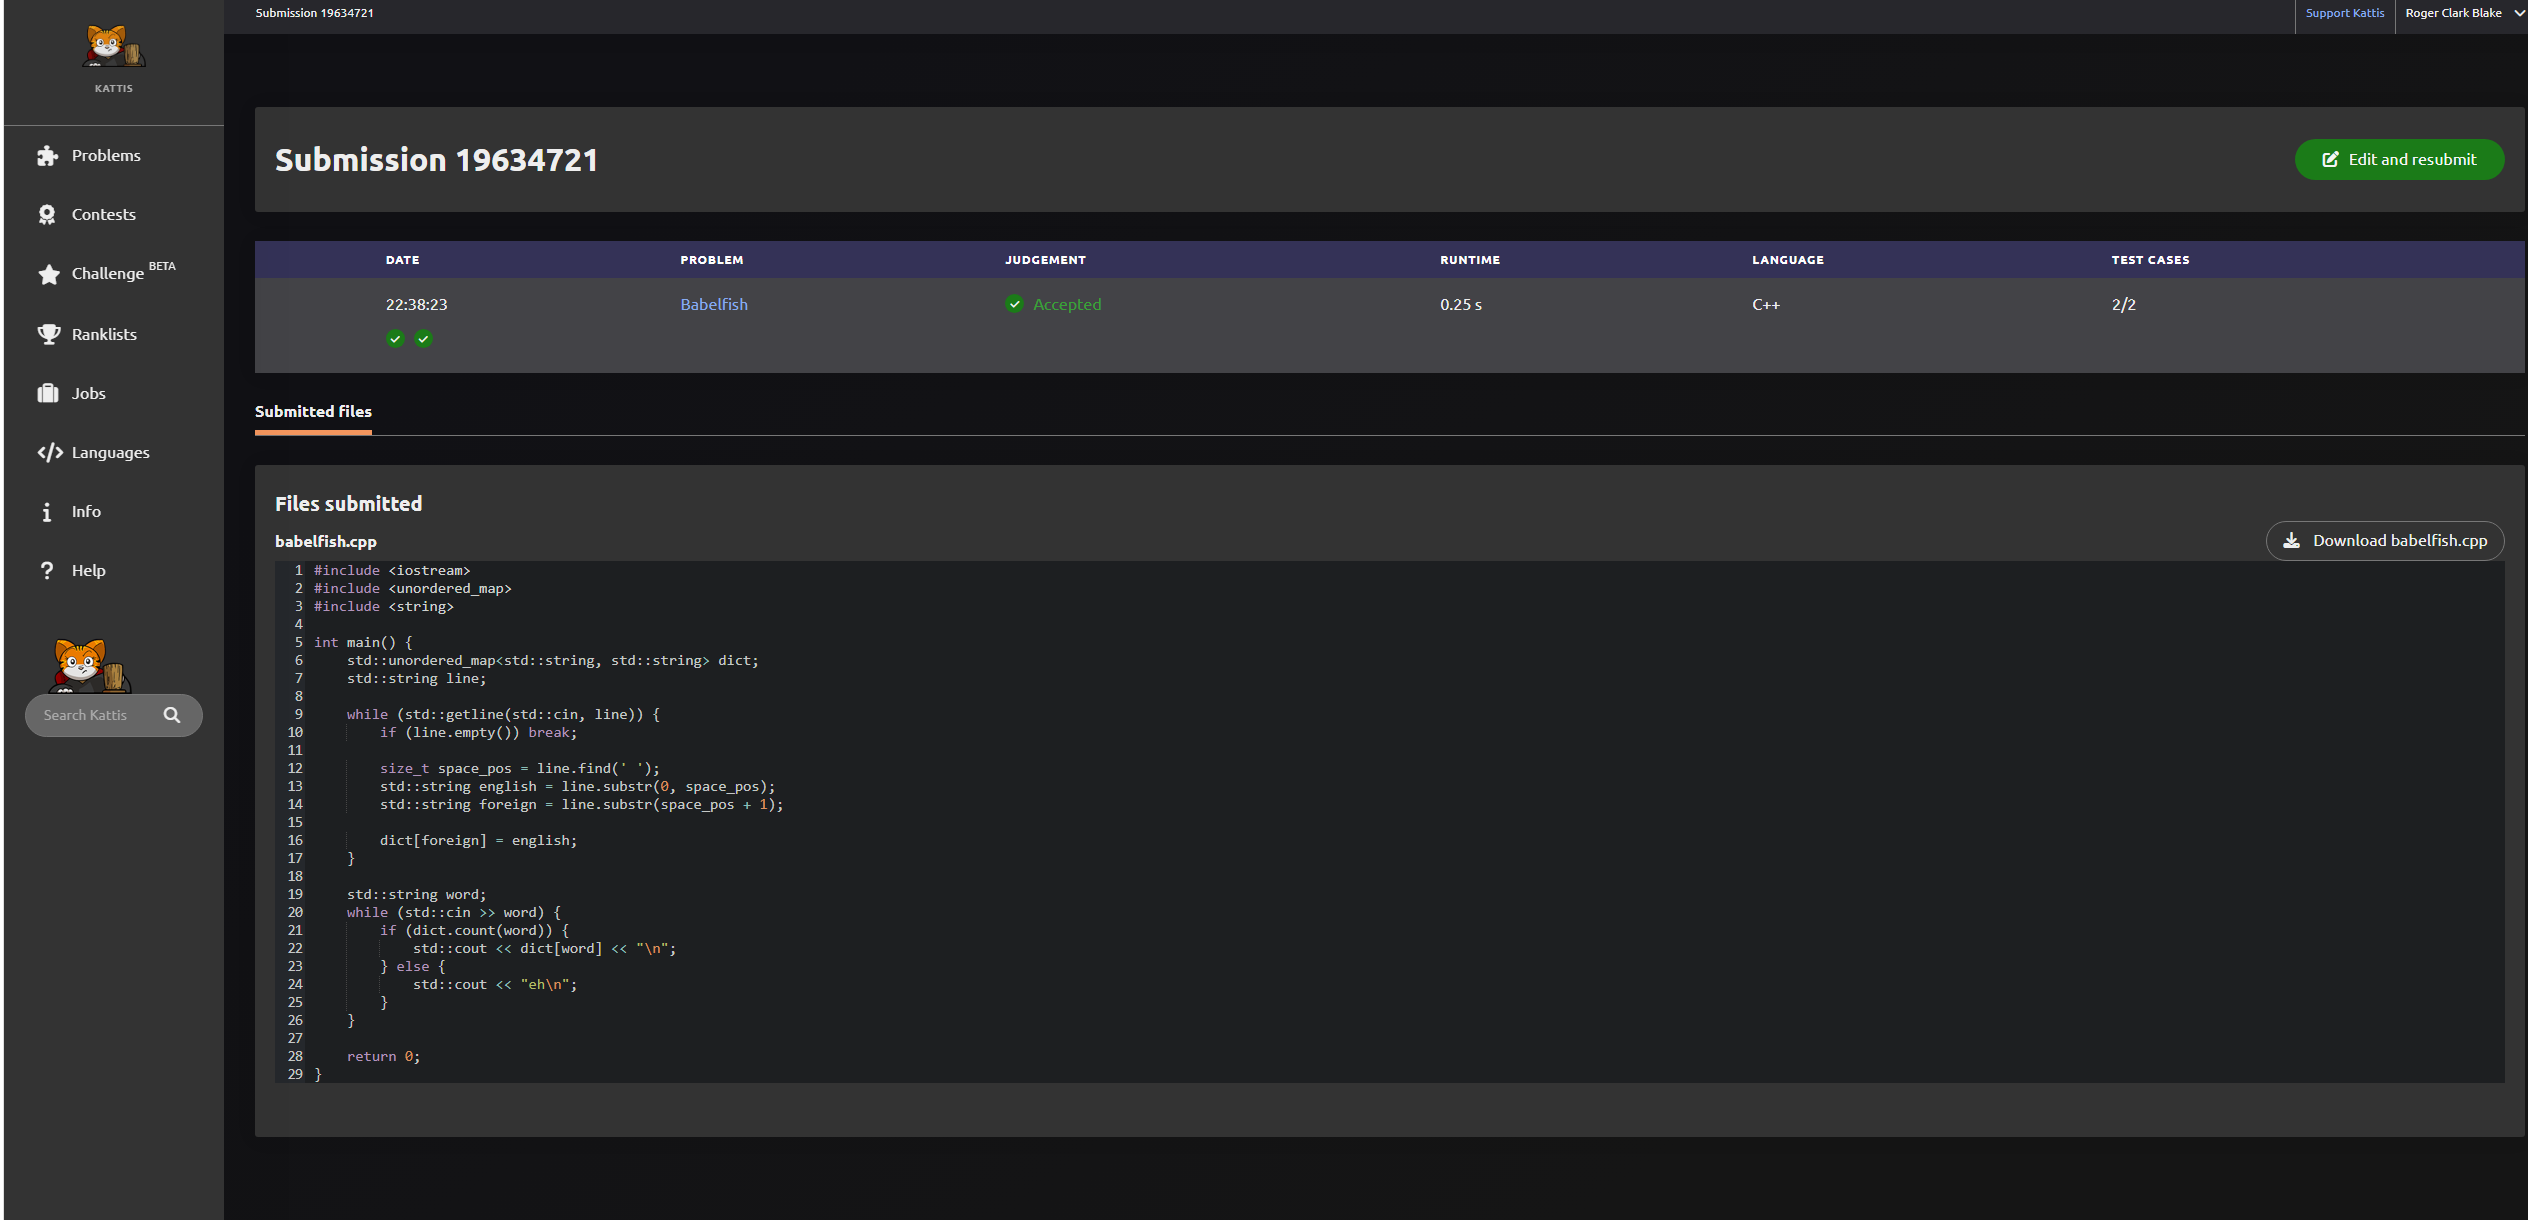 Submission 19634721
Support Kattis
Roger Clark Blake
KATTIS
Problems
Contests
Challenge BETA
Ranklists
Jobs
Languages
Info
Help
Search Kattis
Submission 19634721
Edit and resubmit
DATE PROBLEM JUDGEMENT RUNTIME LANGUAGE TEST CASES
22:38:23 Babelfish Accepted 0.25 s C++ 2/2
Submitted files
Files submitted
babelfish.cpp
Download babelfish.cpp
1 #include <iostream>
2 #include <unordered_map>
3 #include <string>
4
5 int main() {
6     std::unordered_map<std::string, std::string> dict;
7     std::string line;
8
9     while (std::getline(std::cin, line)) {
10         if (line.empty()) break;
11
12         size_t space_pos = line.find(' ');
13         std::string english = line.substr(0, space_pos);
14         std::string foreign = line.substr(space_pos + 1);
15
16         dict[foreign] = english;
17     }
18
19     std::string word;
20     while (std::cin >> word) {
21         if (dict.count(word)) {
22             std::cout << dict[word] << "\n";
23         } else {
24             std::cout << "eh\n";
25         }
26     }
27
28     return 0;
29 }